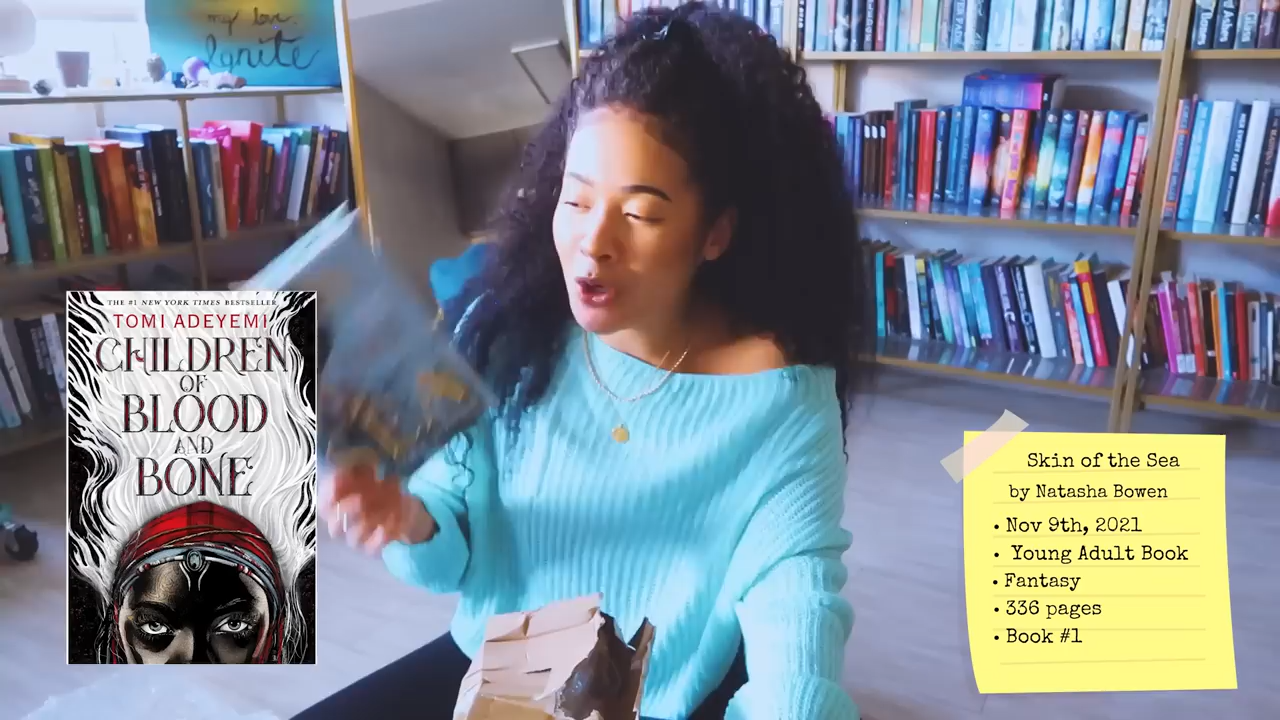 my love.
Ignite
THE #1 NEW YORK TIMES BESTSELLER
TOMI ADEYEMI
CHILDREN
OF
BLOOD
AND
BONE
Skin of the Sea
by Natasha Bowen
• Nov 9th, 2021
• Young Adult Book
• Fantasy
• 336 pages
• Book #1